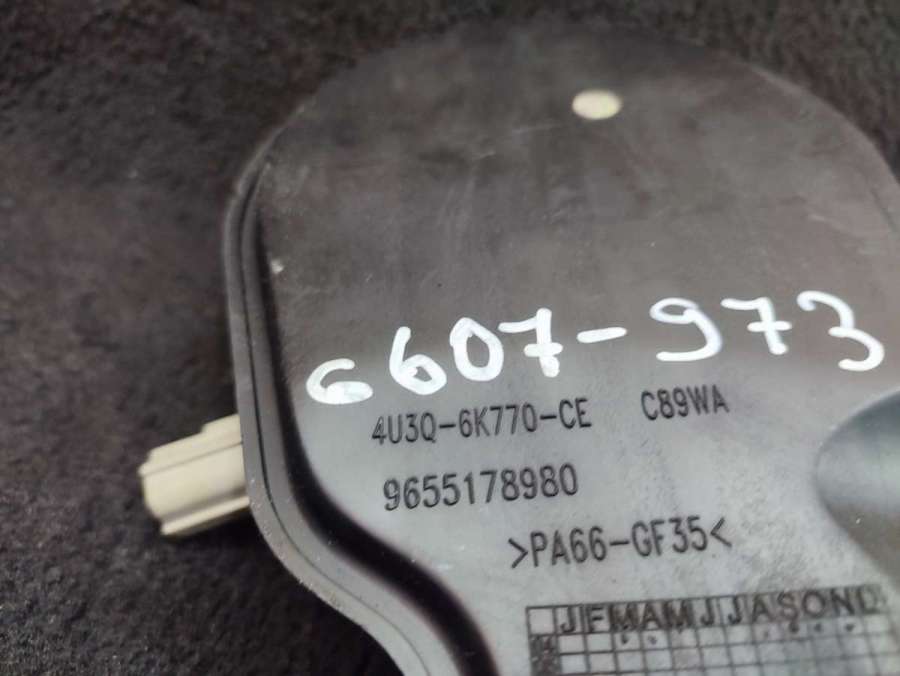 6607-973
4U3Q-6K770-CE C89WA
9655178980
>PA66-GF35<
JFMAMJJASOND